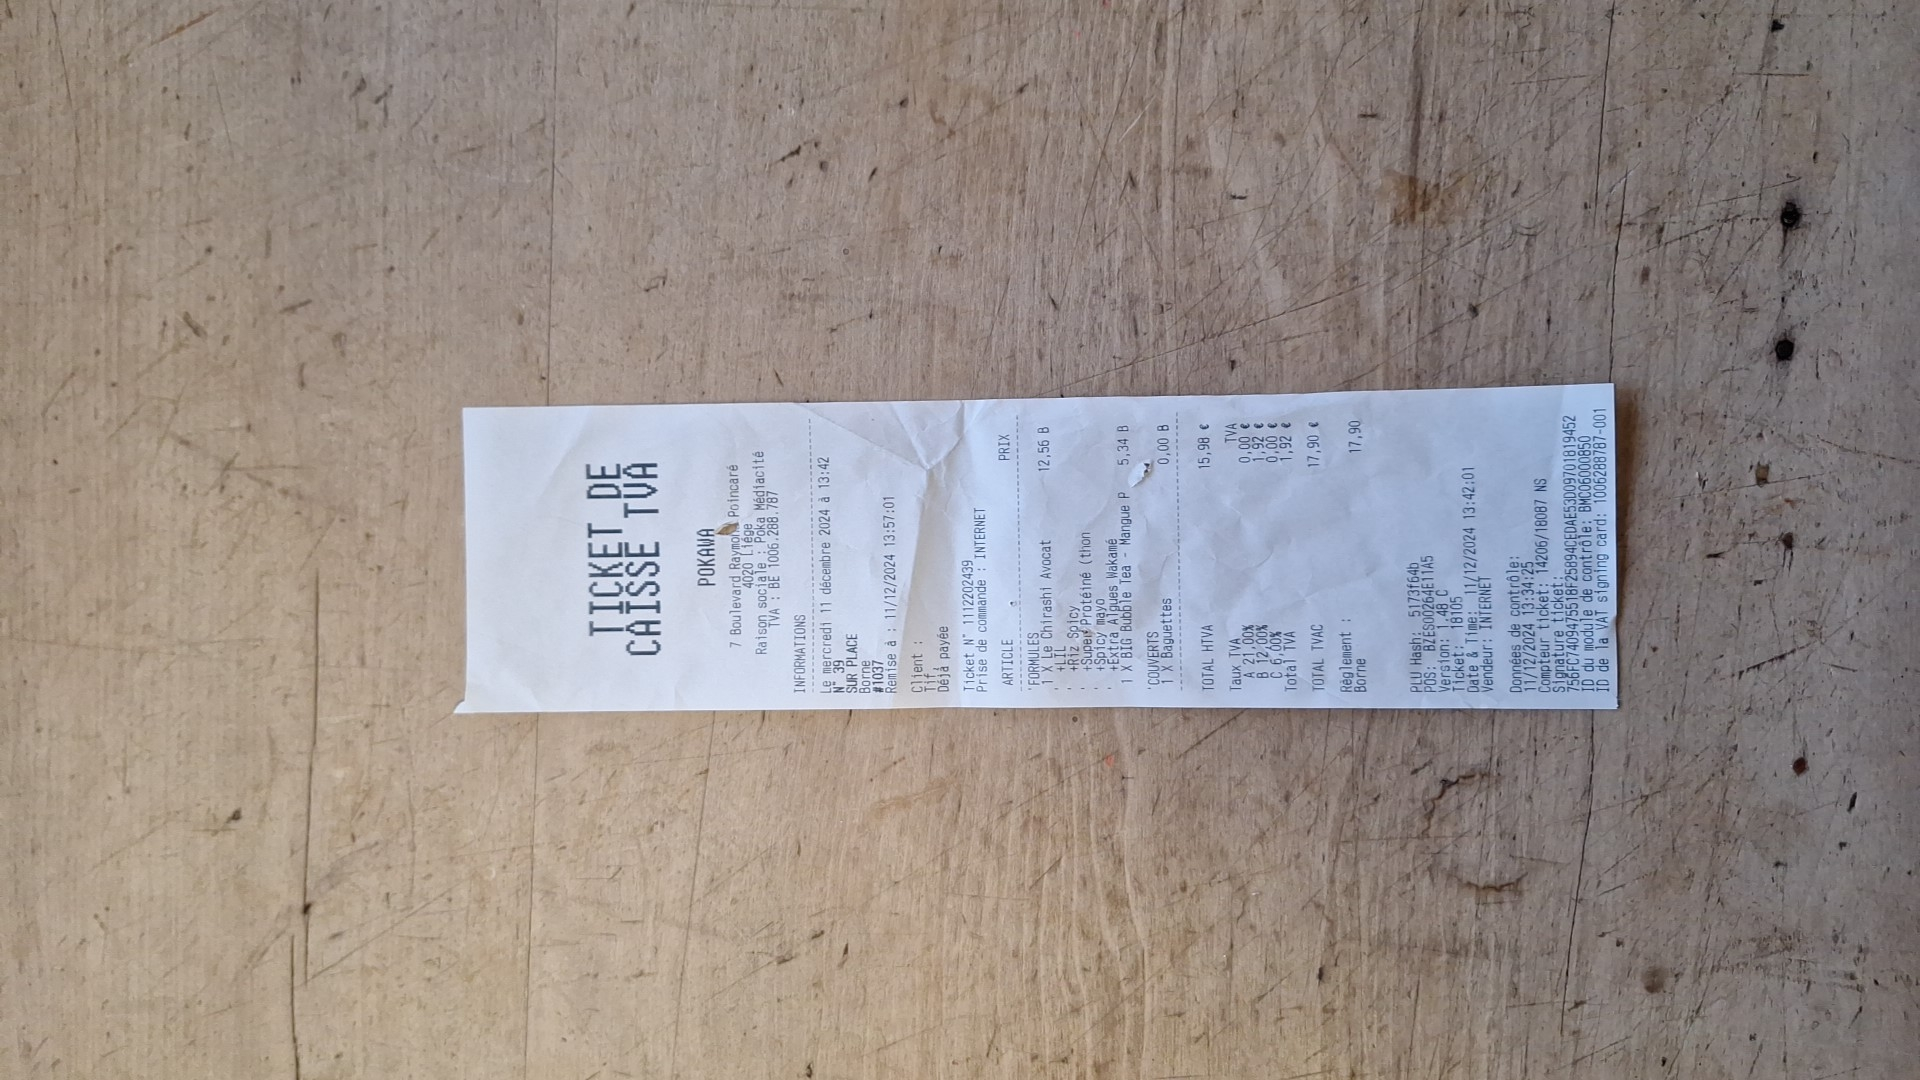 TICKET DE
CAISSE TVA
POKAWA
7 Boulevard Raymond Poincaré
4020 Liége
Raison sociale : Poka Médiacité
TVA : BE 1006.288.787
INFORMATIONS
Le mercredi 11 décembre 2024 à 13:42
N° 39
SUR PLACE
Borne
#1037
Remise à : 11/12/2024 13:57:01
Client :
Tif,
Déjà payée
Ticket N° 1112202439
Prise de commande : INTERNET
ARTICLE PRIX
'FORMULES
1 X Le Chirashi Avocat 12,56 B
: +LIL
: +Riz Spicy
: +Super Protéiné (thon
: +Spicy mayo
: +Extra Algues Wakamé
1 X BIG Bubble Tea - Mangue P 5,34 B
'COUVERTS
1 X Baguettes 0,00 B
TOTAL HTVA 15,98 €
Taux TVA TVA
A 21,00% 0,00 €
B 12,00% 1,92 €
C 6,00% 0,00 €
Total TVA 1,92 €
TOTAL TVAC 17,90 €
Règlement :
Borne 17,90
PLU Hash: 5173f64b
POS: BZES00264E11A5
Version: 1.48 C
Ticket: 18105
Date & Time: 11/12/2024 13:42:01
Vendeur: INTERNET
Données de contrôle:
11/12/2024 13:34:25
Compteur ticket: 14206/18087 NS
Signature ticket:
756FC740947551BF25894CEDAE53D09701819452
ID du module de contrôle: BMC06000850
ID de la VAT signing card: 1006288787-001